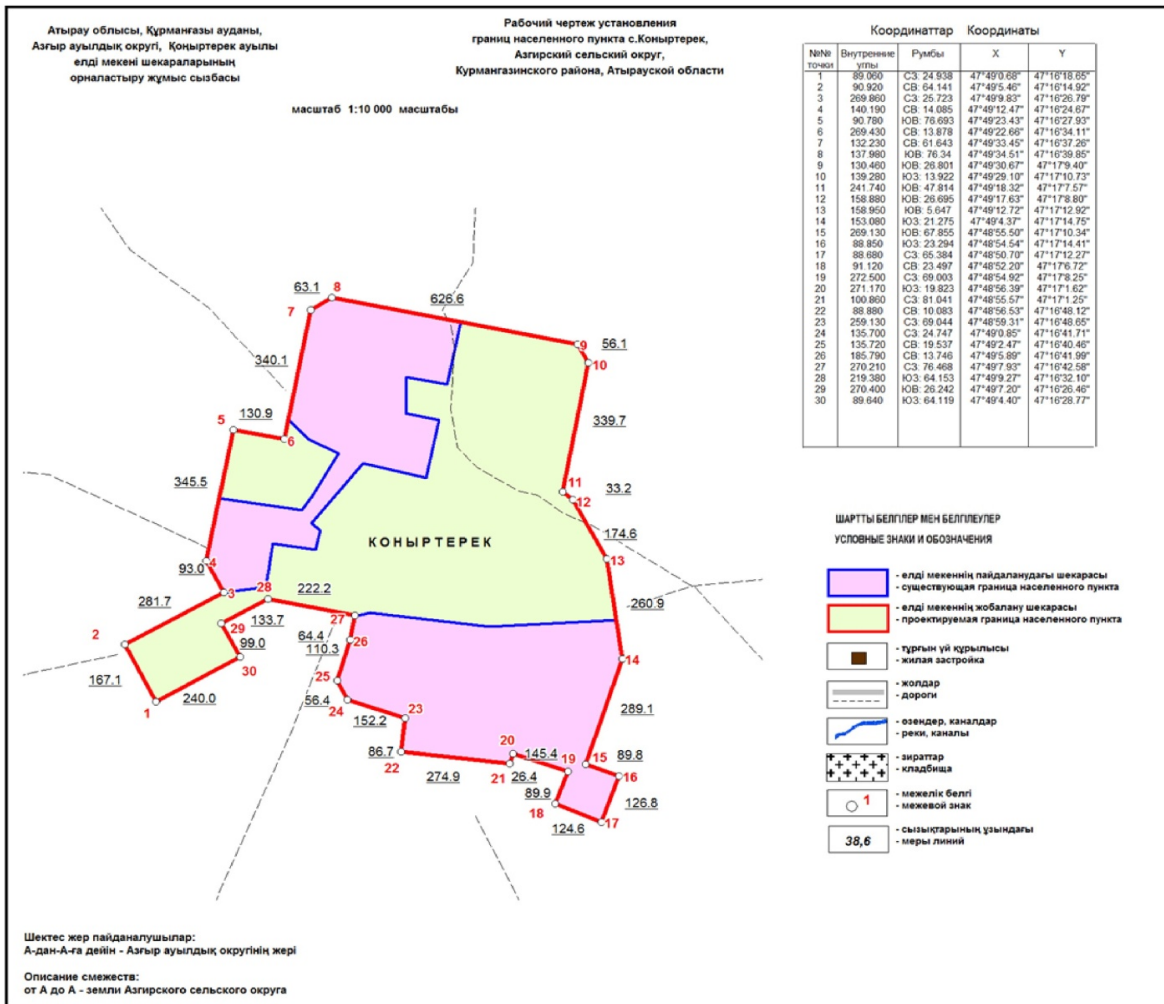 Атырау облысы, Құрманғазы ауданы,
Азғыр ауылдық округі, Қоңыртерек ауылы
елді мекені шекараларының
орналастыру жұмыс сызбасы
Рабочий чертеж установления
границ населенного пункта с.Коныртерек,
Азгирский сельский округ,
Курмангазинского района, Атырауской области
масштаб 1:10 000 масштабы
Координаттар Координаты
№№ точки Внутренние углы Румбы X Y
1 89.060 СЗ: 24.938 47°49'0.68" 47°16'18.65"
2 90.920 СВ: 64.141 47°49'5.46" 47°16'14.92"
3 269.860 СЗ: 25.723 47°49'9.83" 47°16'26.79"
4 140.190 СВ: 14.085 47°49'12.47" 47°16'24.67"
5 90.780 ЮВ: 76.693 47°49'23.43" 47°16'27.93"
6 269.430 СВ: 13.878 47°49'22.66" 47°16'34.11"
7 132.230 СВ: 61.643 47°49'33.45" 47°16'37.26"
8 137.980 ЮВ: 76.34 47°49'34.51" 47°16'39.85"
9 130.460 ЮВ: 26.801 47°49'30.67" 47°17'9.40"
10 139.280 ЮЗ: 13.922 47°49'29.10" 47°17'10.73"
11 241.740 ЮВ: 47.814 47°49'18.32" 47°17'7.57"
12 158.880 ЮВ: 26.695 47°49'17.63" 47°17'8.80"
13 158.950 ЮВ: 5.647 47°49'12.72" 47°17'12.92"
14 153.080 ЮЗ: 21.275 47°49'4.37" 47°17'14.75"
15 269.130 ЮВ: 67.855 47°48'55.50" 47°17'10.34"
16 88.850 ЮЗ: 23.294 47°48'54.54" 47°17'14.41"
17 88.680 СЗ: 65.384 47°48'50.70" 47°17'12.27"
18 91.120 СВ: 23.497 47°48'52.20" 47°17'6.72"
19 272.500 СЗ: 69.003 47°48'54.92" 47°17'8.25"
20 271.170 ЮЗ: 19.823 47°48'56.39" 47°17'1.62"
21 100.860 СЗ: 81.041 47°48'55.57" 47°17'1.25"
22 88.880 СВ: 10.083 47°48'56.53" 47°16'48.12"
23 259.130 СЗ: 69.044 47°48'59.31" 47°16'48.65"
24 135.700 СЗ: 24.747 47°49'0.85" 47°16'41.71"
25 135.720 СВ: 19.537 47°49'2.47" 47°16'40.46"
26 185.790 СВ: 13.746 47°49'5.89" 47°16'41.99"
27 270.210 СЗ: 76.468 47°49'7.93" 47°16'42.58"
28 219.380 ЮЗ: 64.153 47°49'9.27" 47°16'32.10"
29 270.400 ЮВ: 26.242 47°49'7.20" 47°16'26.46"
30 89.640 ЮЗ: 64.119 47°49'4.40" 47°16'28.77"
63.1 8
7
626.6
9 56.1
10
340.1
5
130.9
6
339.7
345.5
11
33.2
12
174.6
КОНЫРТЕРЕК
13
4
93.0
3
28
222.2
260.9
281.7
133.7
27
2
29
64.4
26
99.0
110.3
30
14
167.1
25
240.0
56.4
1
24
152.2
23
289.1
20
145.4
19
15
89.8
86.7
22
21
26.4
16
274.9
89.9
126.8
18
124.6
17
ШАРТТЫ БЕЛГІЛЕР МЕН БЕЛГІЛЕУЛЕР
УСЛОВНЫЕ ЗНАКИ И ОБОЗНАЧЕНИЯ
- елді мекеннің пайдаланудағы шекарасы
- существующая граница населенного пункта
- елді мекеннің жобалану шекарасы
- проектируемая граница населенного пункта
- тұрғын үй құрылысы
- жилая застройка
- жолдар
- дороги
- өзендер, каналдар
- реки, каналы
- зираттар
- кладбища
1
- межелік белгі
- межевой знак
38,6
- сызықтарының ұзындағы
- меры линий
Шектес жер пайдаланушылар:
А-дан-А-ға дейін - Азғыр ауылдық округінің жері
Описание смежеств:
от А до А - земли Азгирского сельского округа